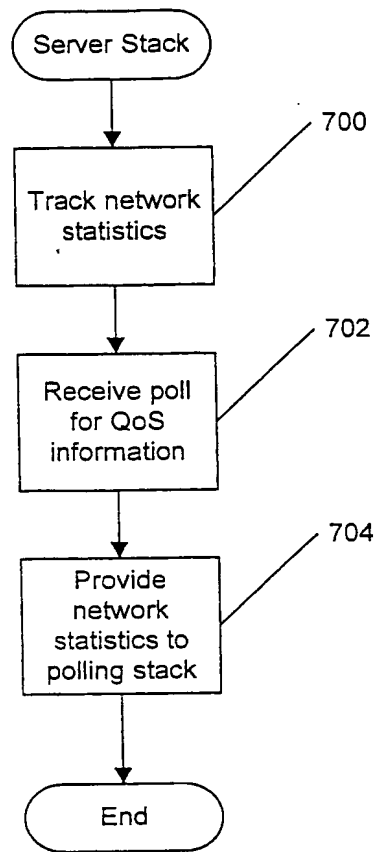 Server Stack
700
Track network
statistics
702
Receive poll
for QoS
information
704
Provide
network
statistics to
polling stack
End